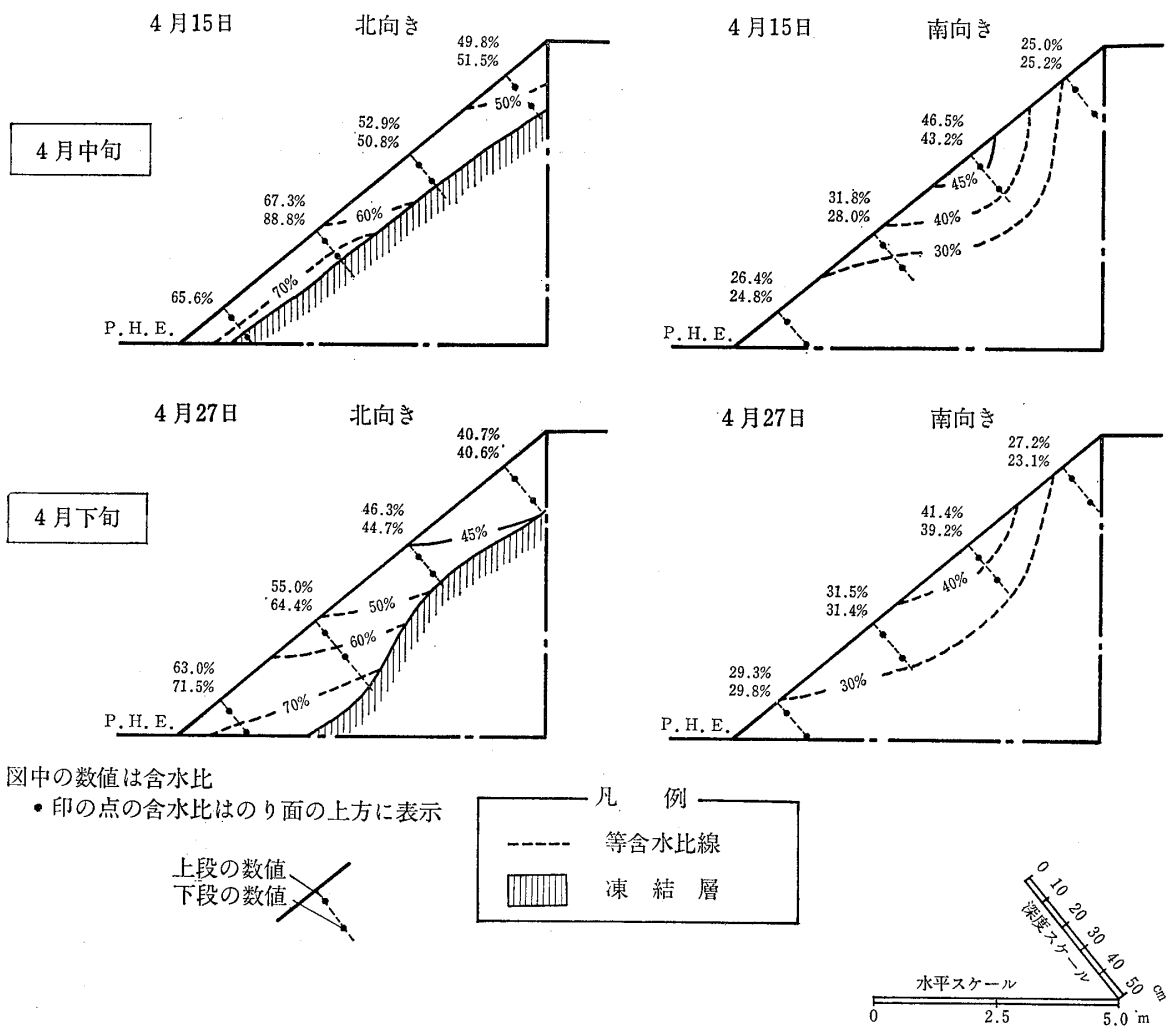 4月15日 北向き
49.8%
51.5%
50%
52.9%
50.8%
4月中旬
67.3%
88.8%
60%
70%
65.6%
P.H.E.
4月15日 南向き
25.0%
25.2%
46.5%
43.2%
45%
31.8%
28.0%
40%
30%
26.4%
24.8%
P.H.E.
4月27日 北向き
40.7%
40.6%
4月下旬
46.3%
44.7%
45%
55.0%
64.4%
50%
60%
63.0%
71.5%
70%
P.H.E.
4月27日 南向き
27.2%
23.1%
41.4%
39.2%
40%
31.5%
31.4%
29.3%
29.8%
30%
P.H.E.
図中の数値は含水比
•印の点の含水比はのり面の上方に表示
上段の数値
下段の数値
凡 例
等含水比線
凍結層
0 10 20 30 40 50 cm
深度スケール
水平スケール
0 2.5 5.0 m